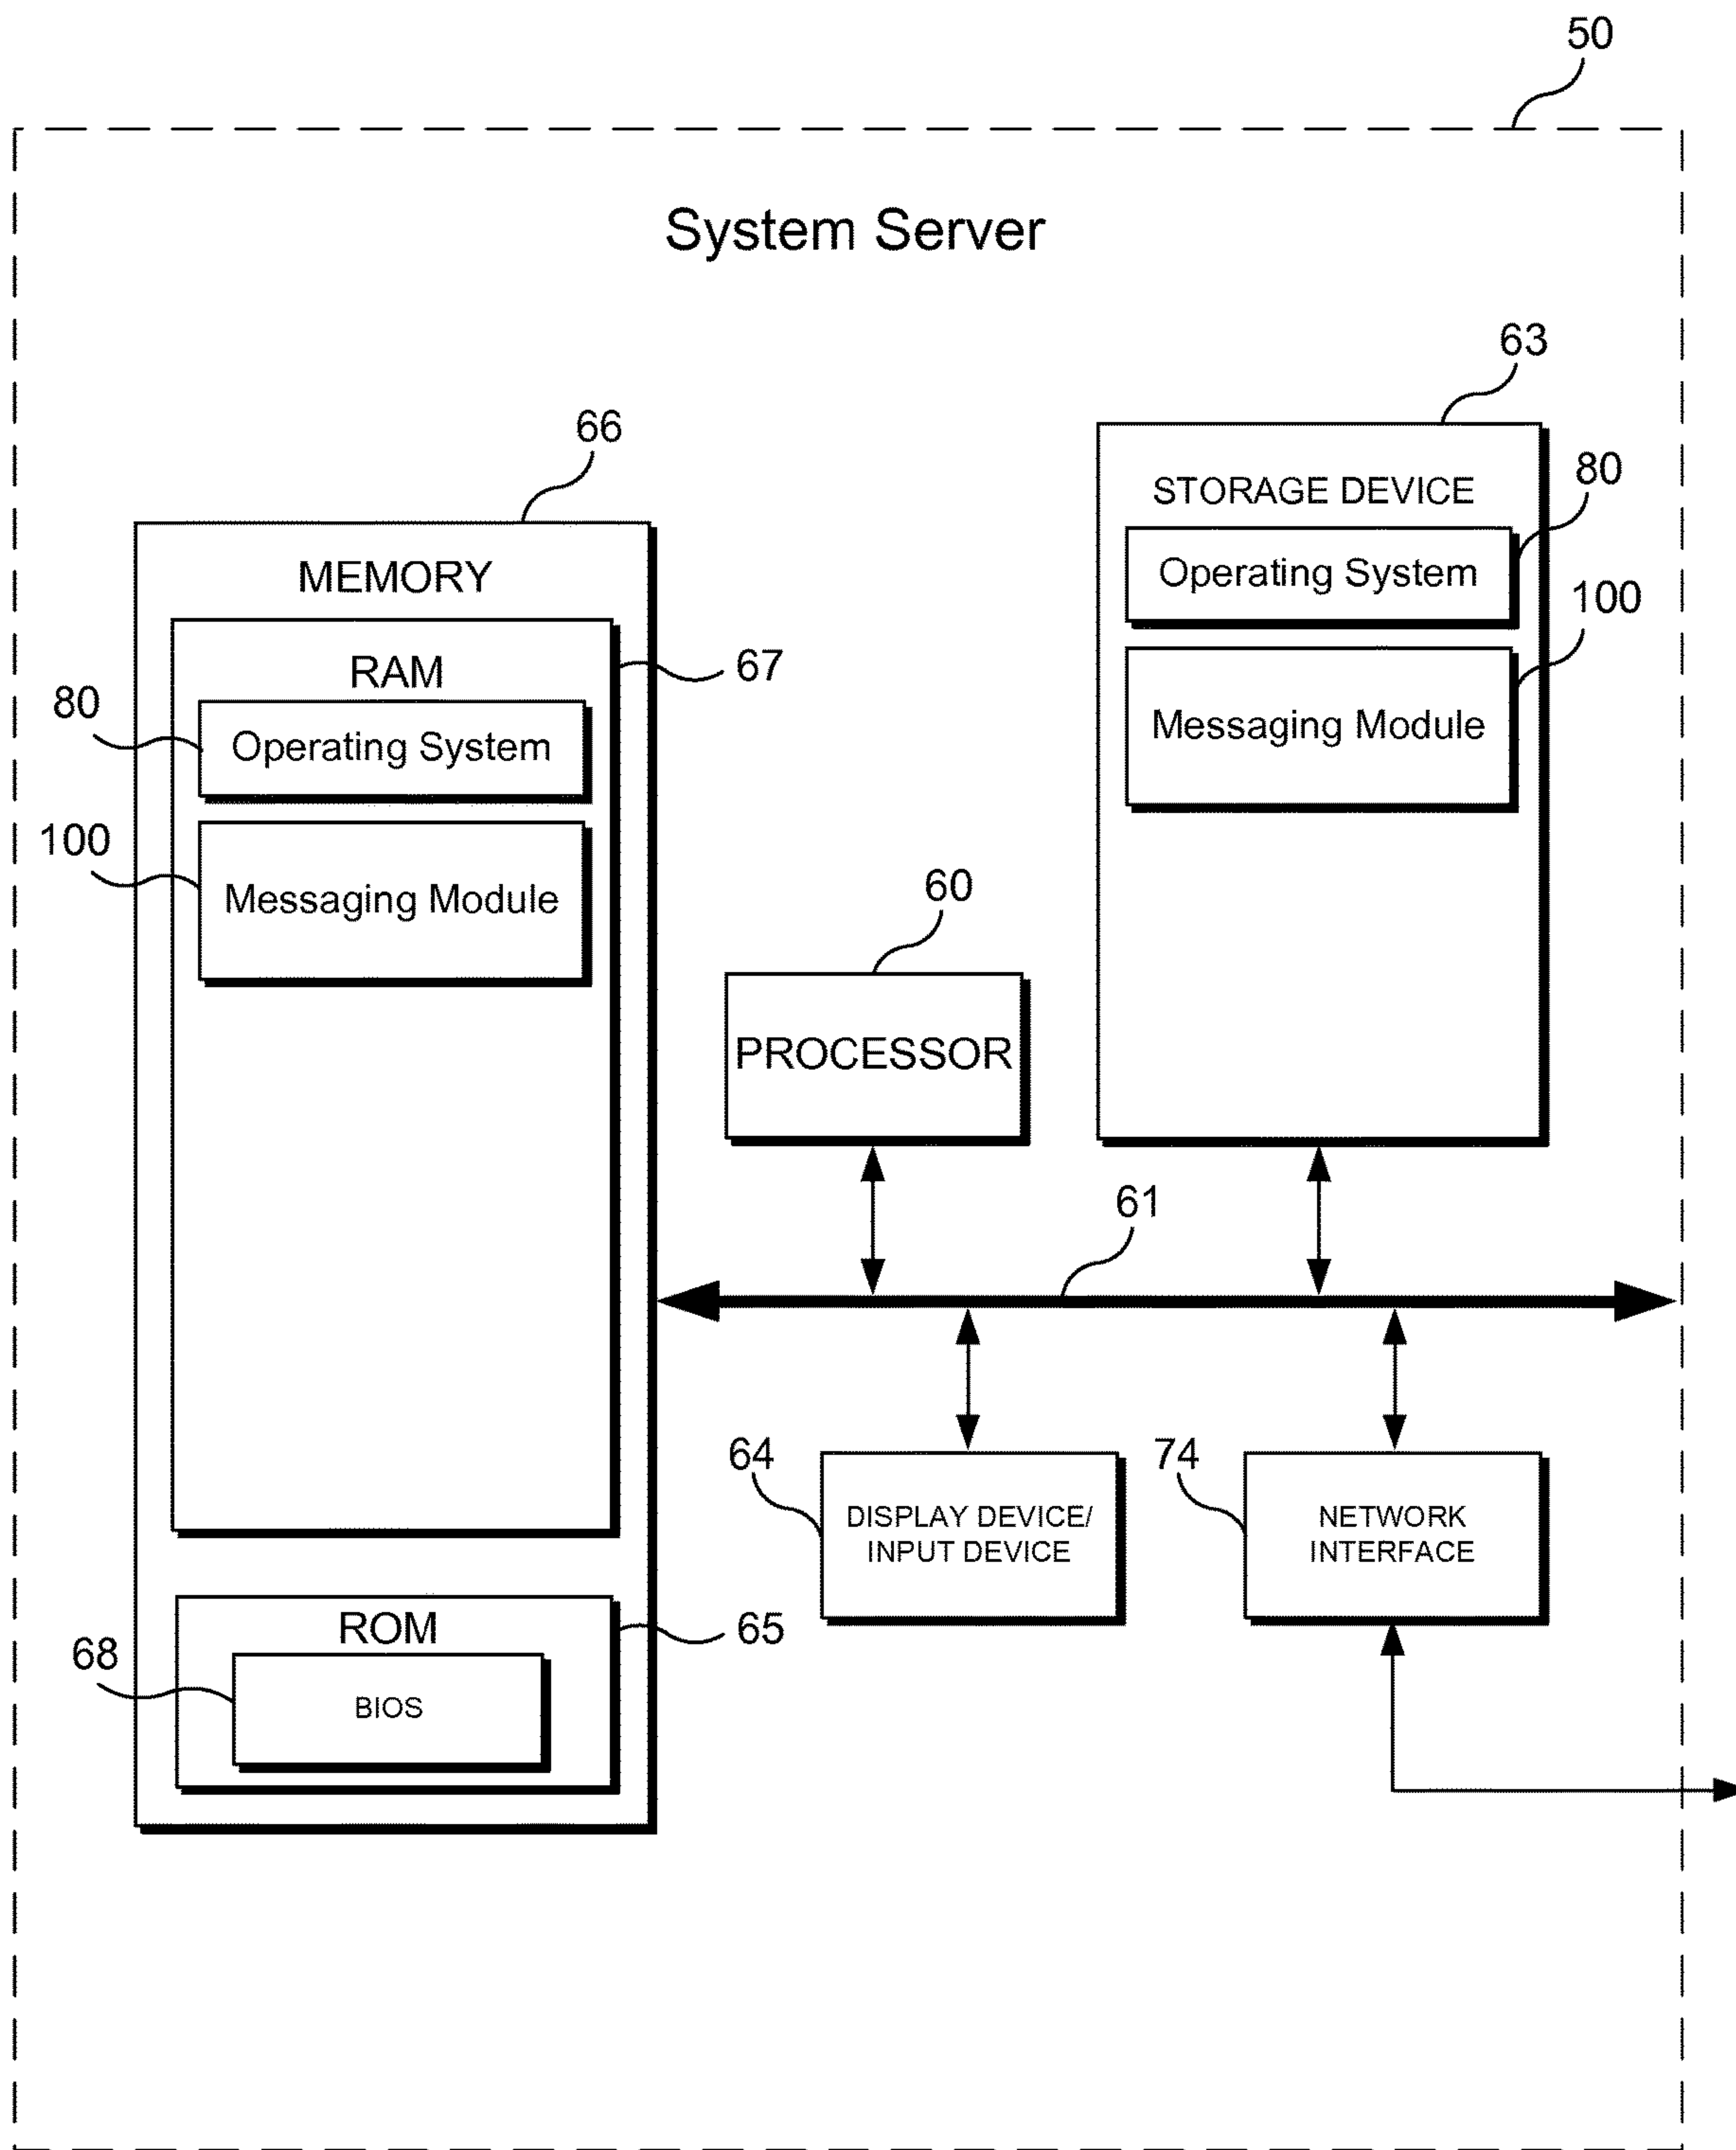 50
System Server
63
66
STORAGE DEVICE
80
Operating System
100
Messaging Module
MEMORY
RAM
67
80
Operating System
100
Messaging Module
60
PROCESSOR
61
64
DISPLAY DEVICE/
INPUT DEVICE
74
NETWORK
INTERFACE
ROM
65
68
BIOS